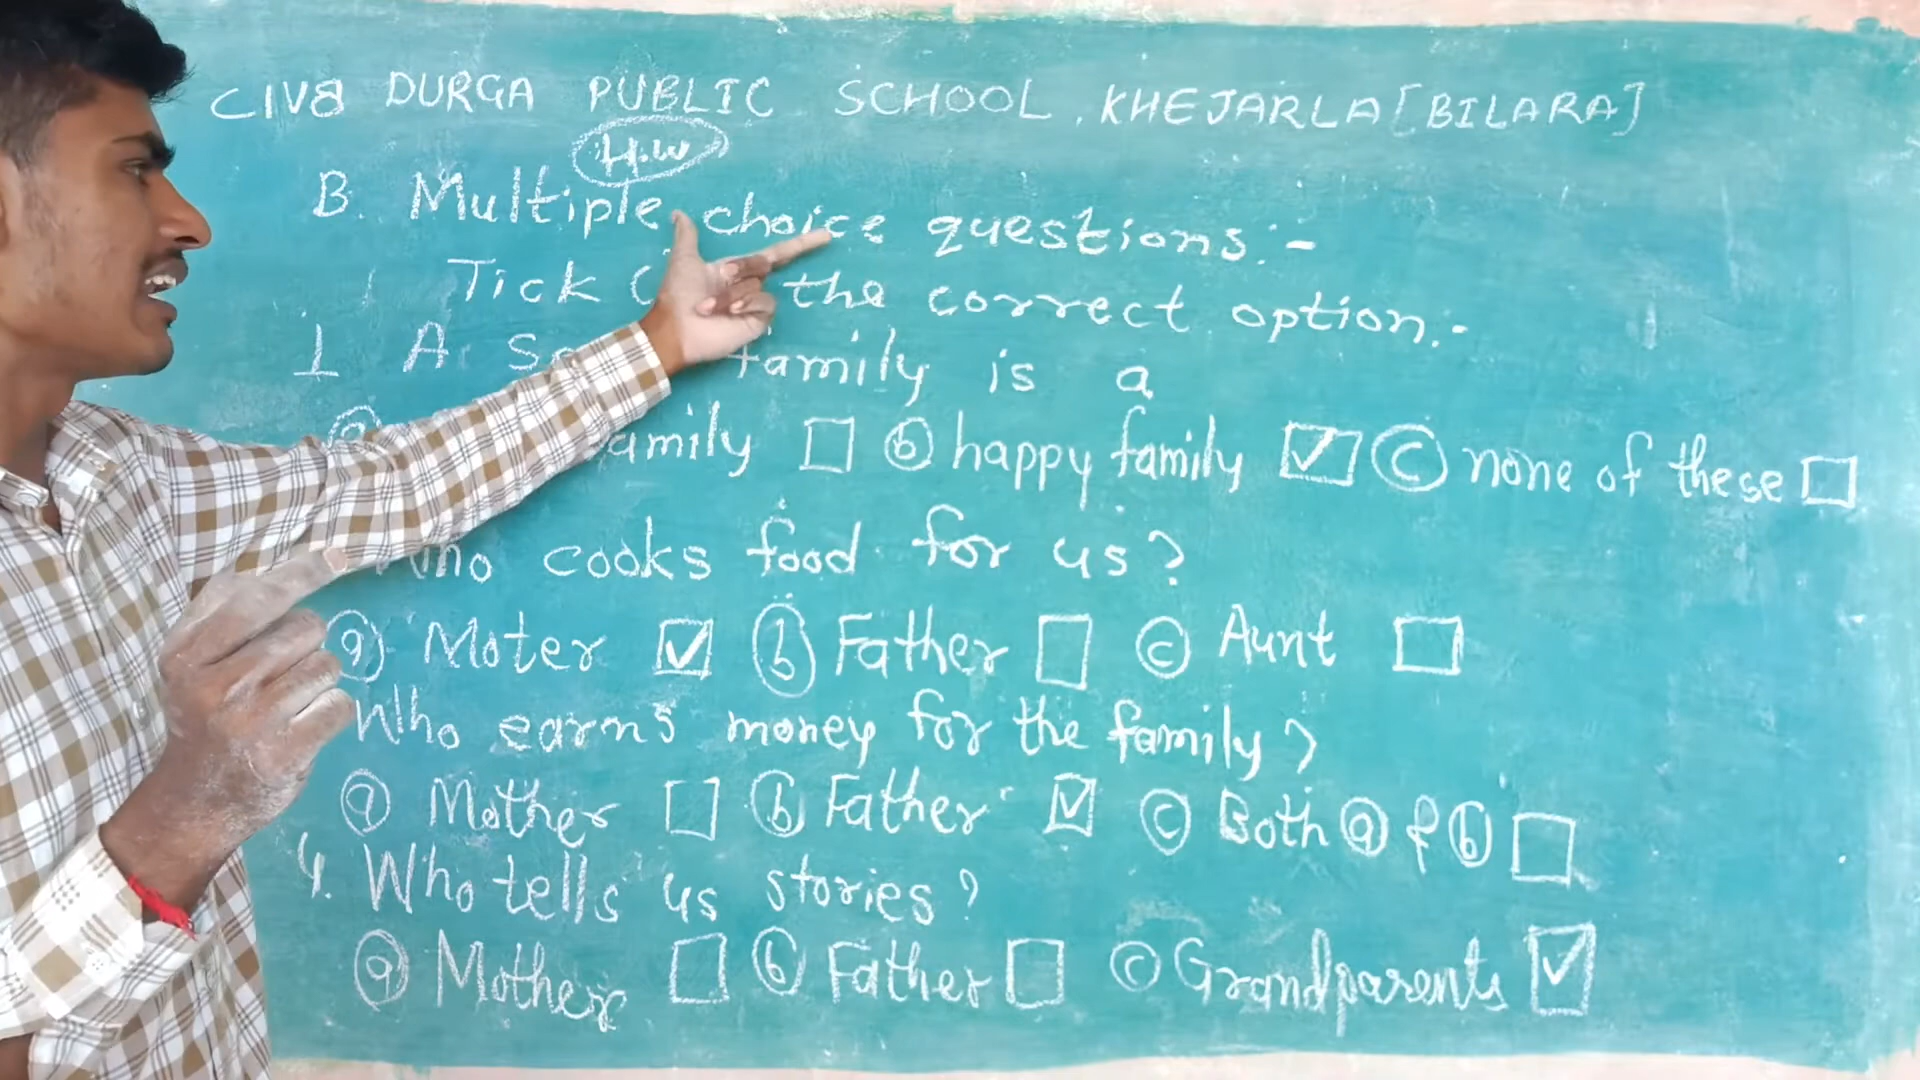 CIVA DURGA PUBLIC SCHOOL, KHEJARLA [BILARA]
H.W
B. Multiple choice questions:-
Tick the correct option.-
1 A family is a
family ⓑ happy family ✓ ⓒ none of these
cooks food for us?
ⓐ Moter ✓ ⓑ Father ⓒ Aunt
Who earns money for the family?
ⓐ Mother ⓑ Father ✓ ⓒ Both ⓐ & ⓑ
4. Who tells us stories?
ⓐ Mother ⓑ Father ⓒ Grandparents ✓